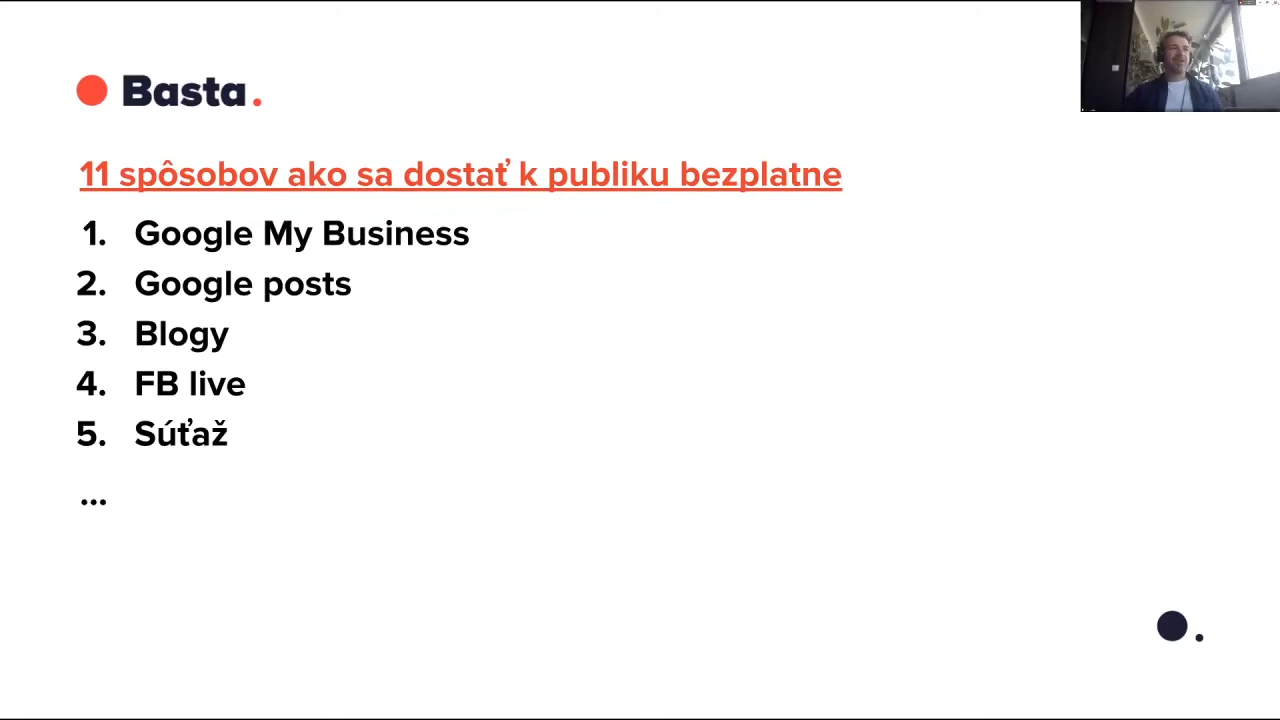 Basta.
11 spôsobov ako sa dostať k publiku bezplatne
1. Google My Business
2. Google posts
3. Blogy
4. FB live
5. Súťaž
...